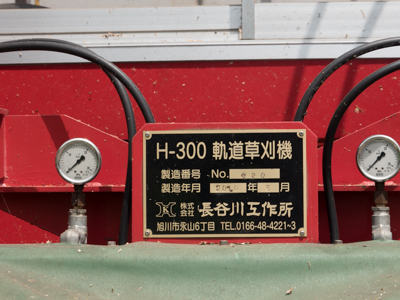 H-300 軌道草刈機
製造番号 No.
製造年月 年 月
株式会社 長谷川工作所
旭川市永山6丁目 TEL.0166-48-4221~3